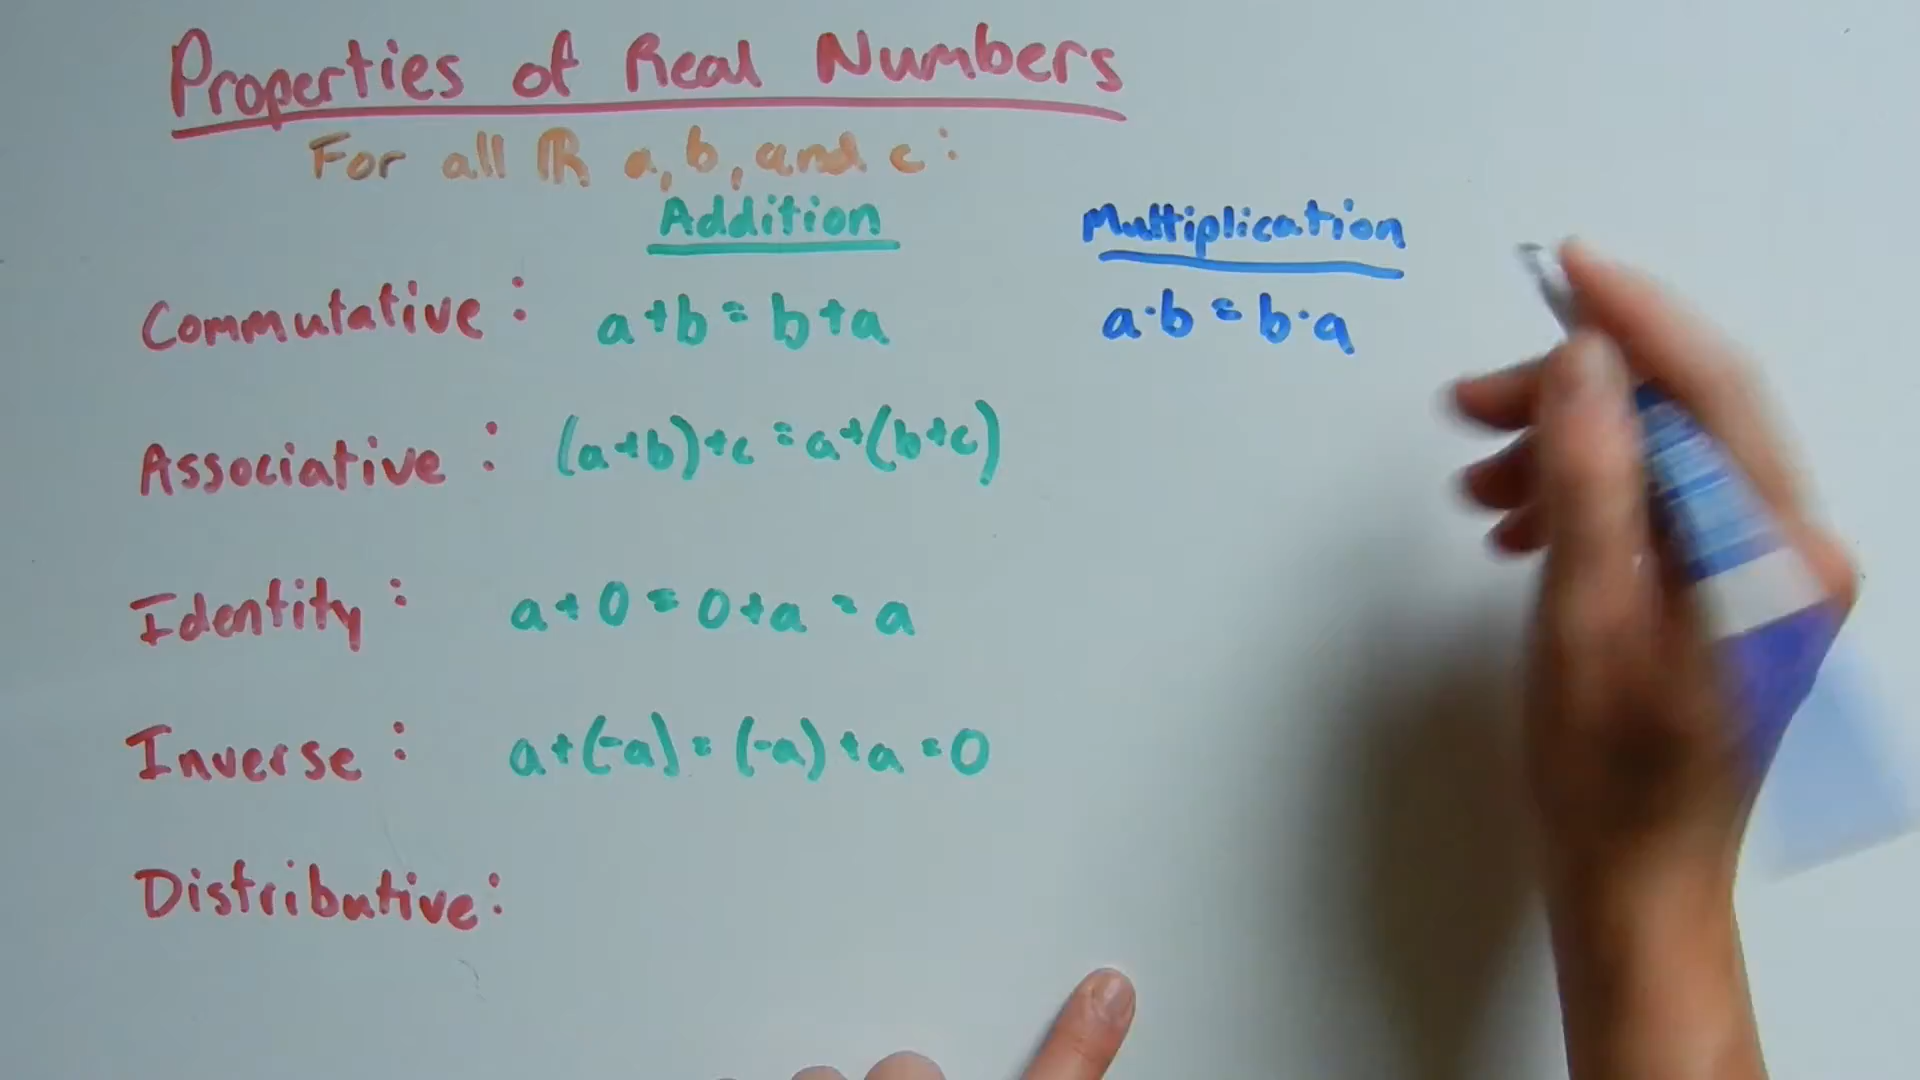 Properties of Real Numbers
For all ℝ a, b, and c:
Addition Multiplication
Commutative: a+b=b+a a·b=b·a
Associative: (a+b)+c=a+(b+c)
Identity: a+0=0+a=a
Inverse: a+(-a)=(-a)+a=0
Distributive: